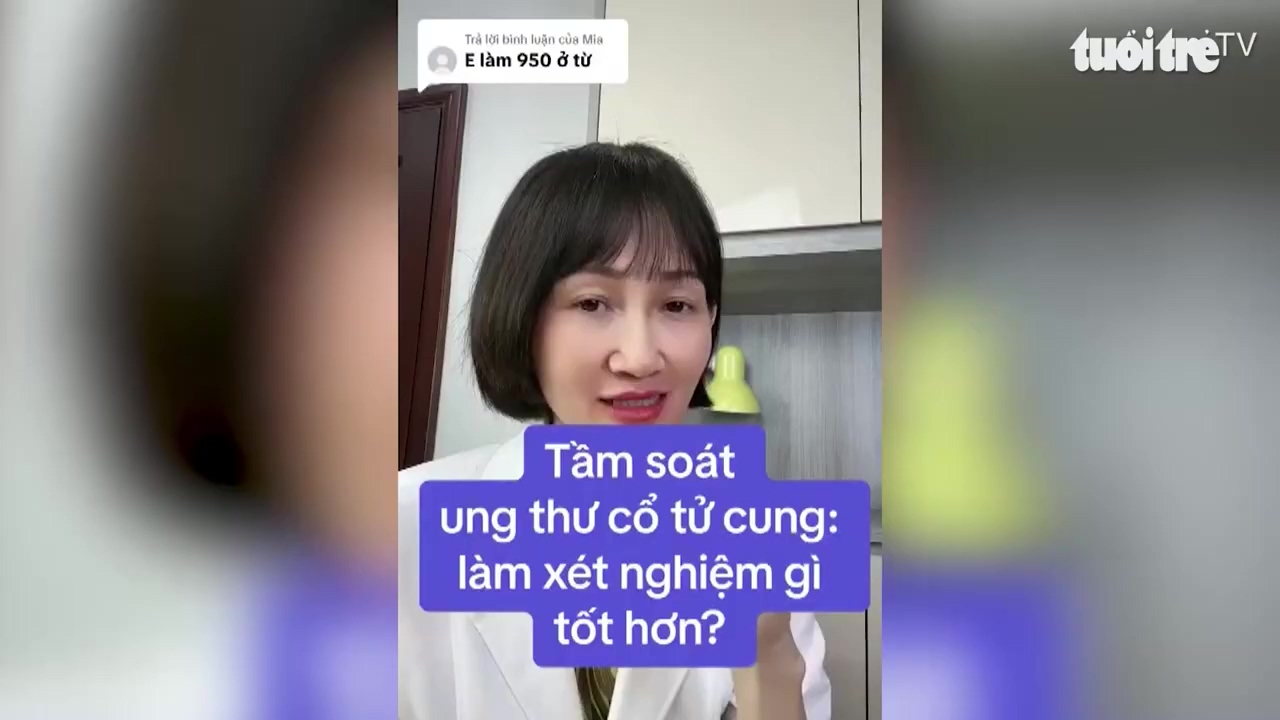 Trả lời bình luận của Mia
E làm 950 ở từ
tuổi trẻ
TV
Tầm soát
ung thư cổ tử cung:
làm xét nghiệm gì
tốt hơn?